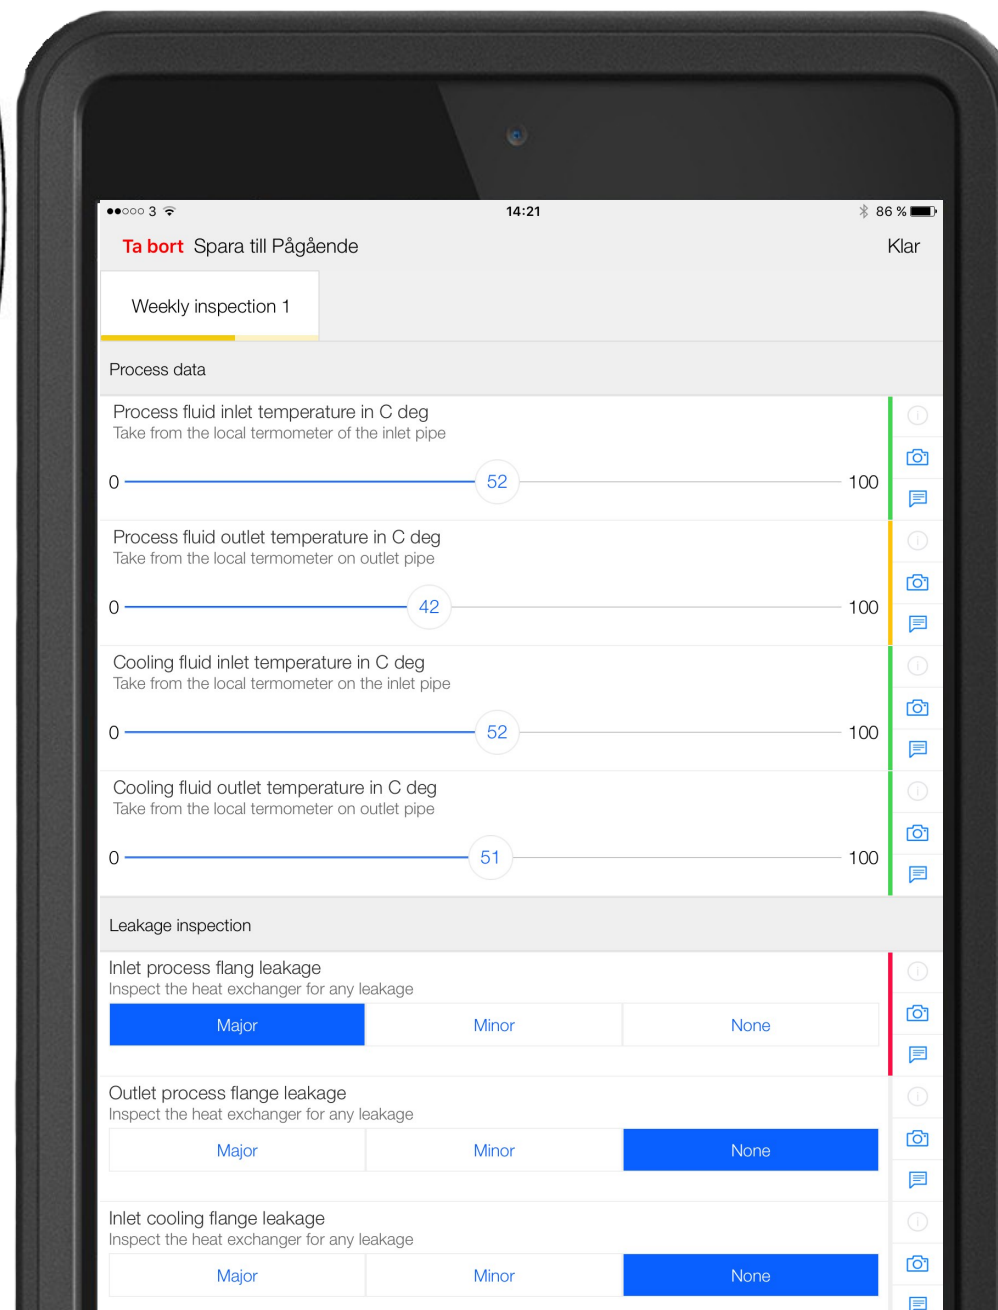 3 14:21 86 %
Ta bort Spara till Pågående Klar
Weekly inspection 1
Process data
Process fluid inlet temperature in C deg
Take from the local termometer of the inlet pipe
0 52 100
Process fluid outlet temperature in C deg
Take from the local termometer on outlet pipe
0 42 100
Cooling fluid inlet temperature in C deg
Take from the local termometer on the inlet pipe
0 52 100
Cooling fluid outlet temperature in C deg
Take from the local termometer on outlet pipe
0 51 100
Leakage inspection
Inlet process flang leakage
Inspect the heat exchanger for any leakage
Major Minor None
Outlet process flange leakage
Inspect the heat exchanger for any leakage
Major Minor None
Inlet cooling flange leakage
Inspect the heat exchanger for any leakage
Major Minor None